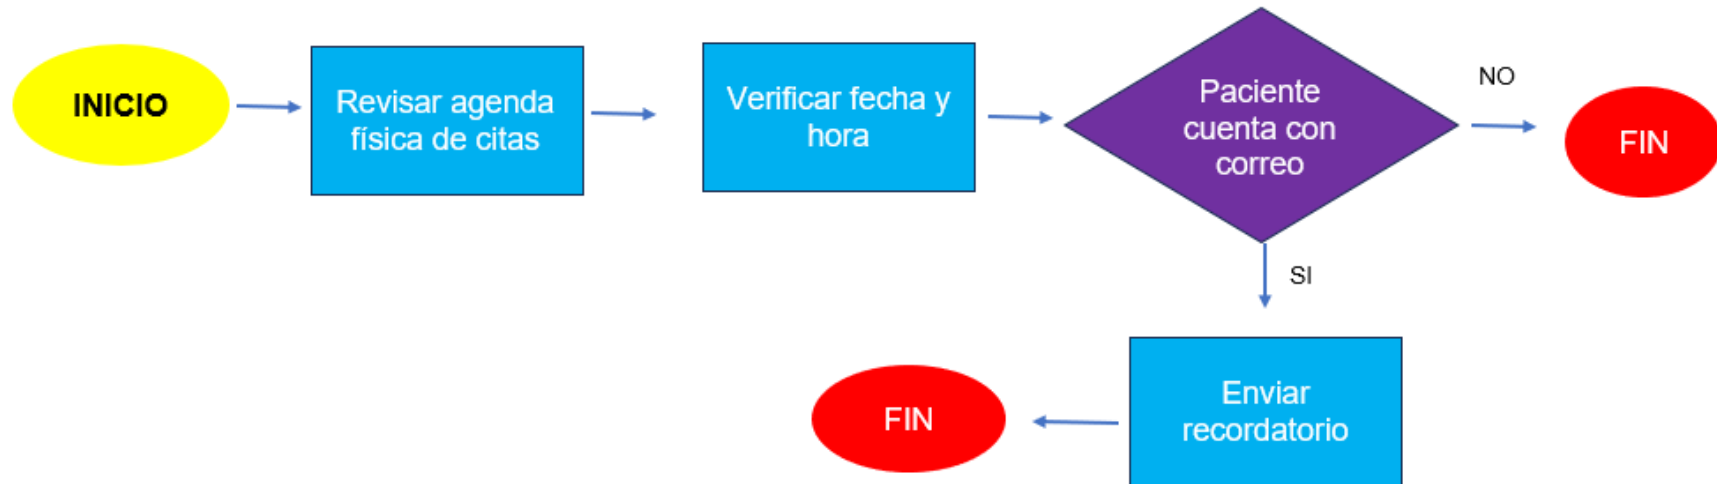 INICIO
Revisar agenda
física de citas
Verificar fecha y
hora
Paciente
cuenta con
correo
NO
FIN
SI
Enviar
recordatorio
FIN